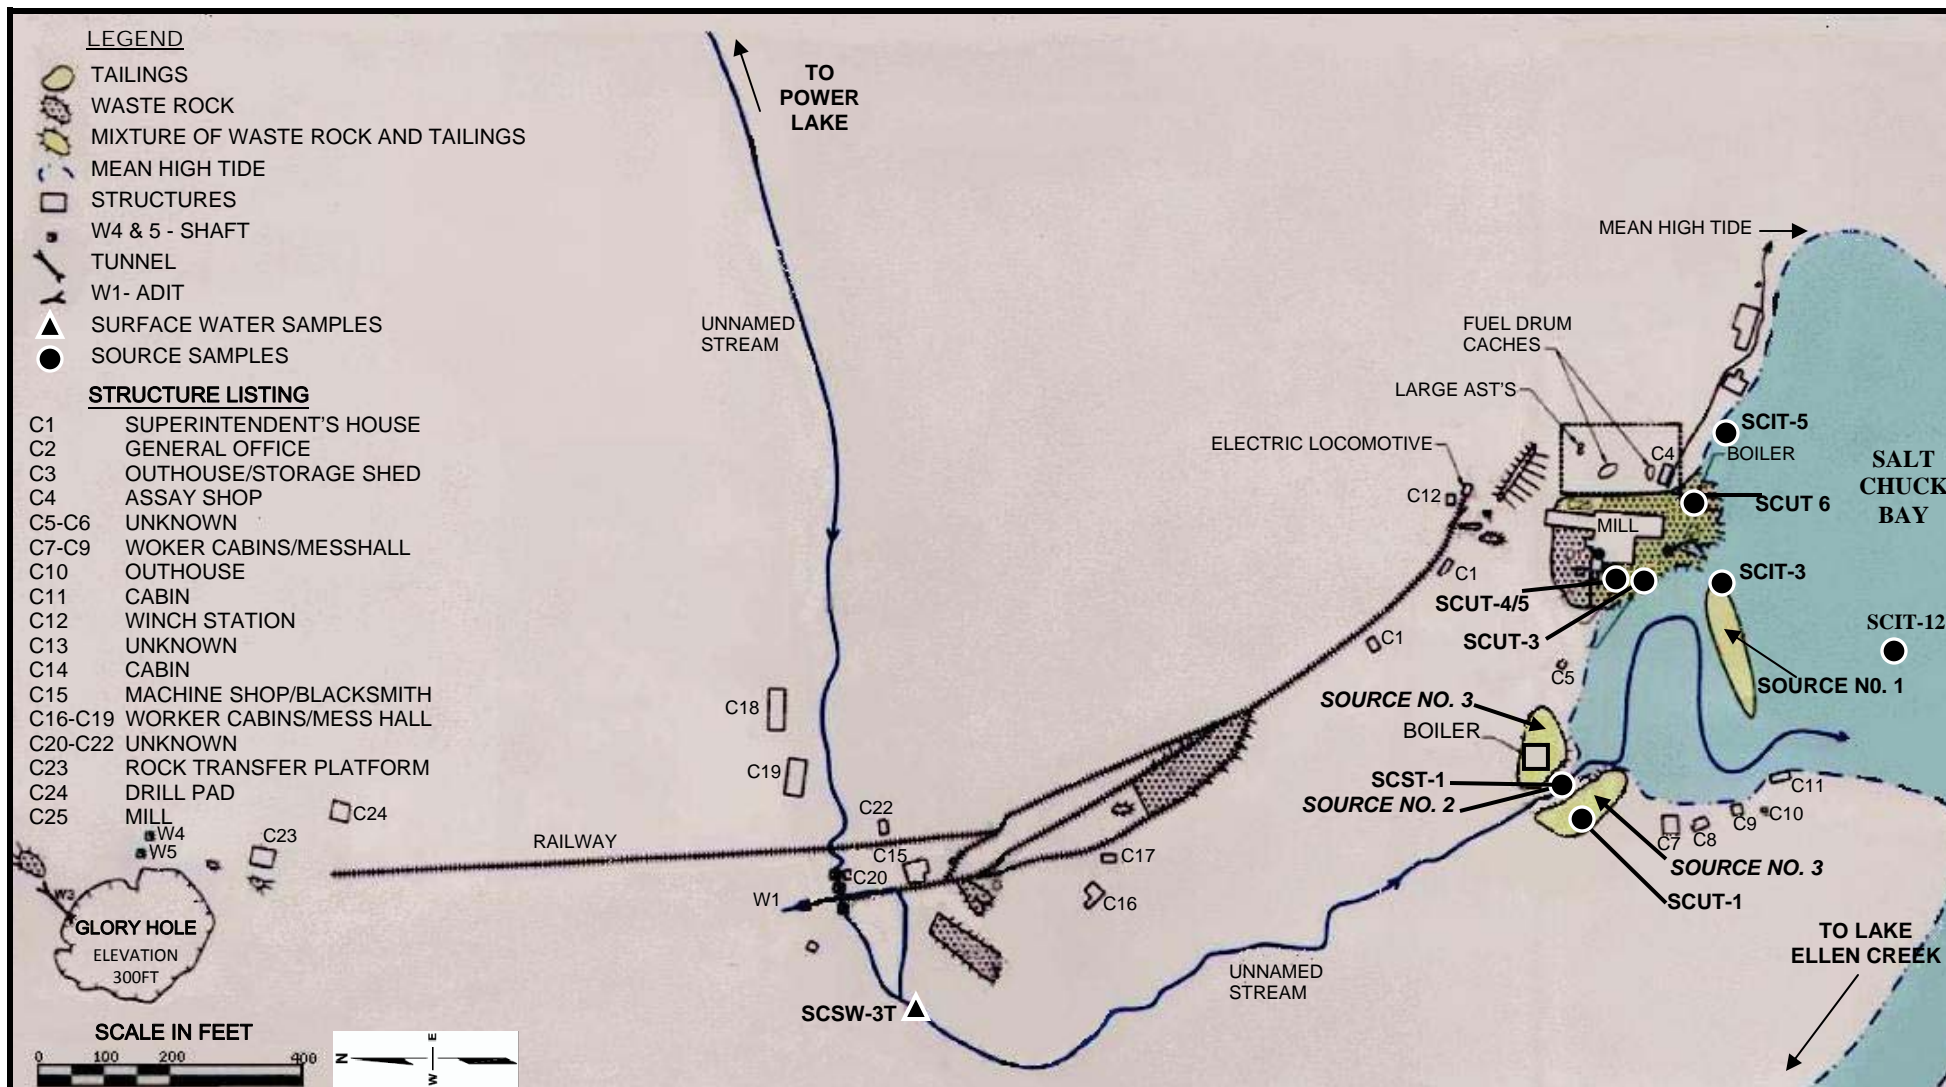 LEGEND
TAILINGS
WASTE ROCK
MIXTURE OF WASTE ROCK AND TAILINGS
MEAN HIGH TIDE
STRUCTURES
W4 & 5 - SHAFT
TUNNEL
W1- ADIT
SURFACE WATER SAMPLES
SOURCE SAMPLES
STRUCTURE LISTING
C1 SUPERINTENDENT'S HOUSE
C2 GENERAL OFFICE
C3 OUTHOUSE/STORAGE SHED
C4 ASSAY SHOP
C5-C6 UNKNOWN
C7-C9 WOKER CABINS/MESSHALL
C10 OUTHOUSE
C11 CABIN
C12 WINCH STATION
C13 UNKNOWN
C14 CABIN
C15 MACHINE SHOP/BLACKSMITH
C16-C19 WORKER CABINS/MESS HALL
C20-C22 UNKNOWN
C23 ROCK TRANSFER PLATFORM
C24 DRILL PAD
C25 MILL
W4
W5
C23
C24
W3
GLORY HOLE
ELEVATION
300FT
SCALE IN FEET
0 100 200 400
N
E
W
TO
POWER
LAKE
UNNAMED
STREAM
C18
C19
C22
RAILWAY
C15
C20
W1
C17
C16
SCSW-3T
UNNAMED
STREAM
MEAN HIGH TIDE
FUEL DRUM
CACHES
LARGE AST'S
ELECTRIC LOCOMOTIVE
C12
C4
SCIT-5
BOILER
SALT
CHUCK
BAY
SCUT 6
MILL
C1
SCUT-4/5
SCIT-3
SCUT-3
C1
C5
SCIT-12
SOURCE N0. 1
SOURCE NO. 3
BOILER
SCST-1
SOURCE NO. 2
C11
C10
C9
C8
C7
SOURCE NO. 3
SCUT-1
TO LAKE
ELLEN CREEK